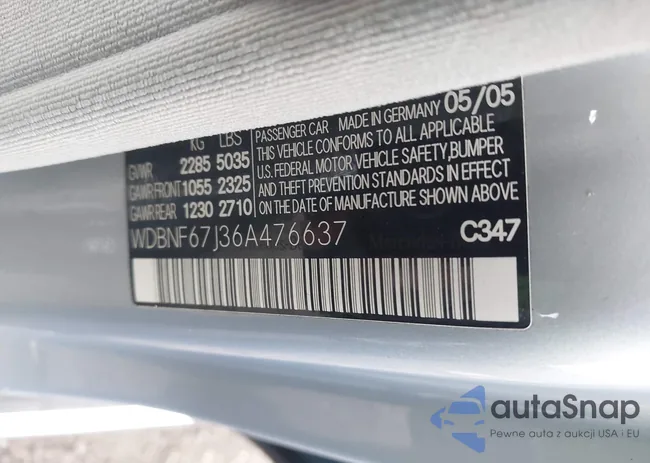 KG LBS
GVWR 2285 5035
GAWR FRONT 1055 2325
GAWR REAR 1230 2710
PASSENGER CAR MADE IN GERMANY 05/05
THIS VEHICLE CONFORMS TO ALL APPLICABLE
U.S. FEDERAL MOTOR VEHICLE SAFETY, BUMPER
AND THEFT PREVENTION STANDARDS IN EFFECT
ON THE DATE OF MANUFACTURE SHOWN ABOVE
WDBNF67J36A476637 C347
autaSnap
Pewne auta z aukcji USA i EU